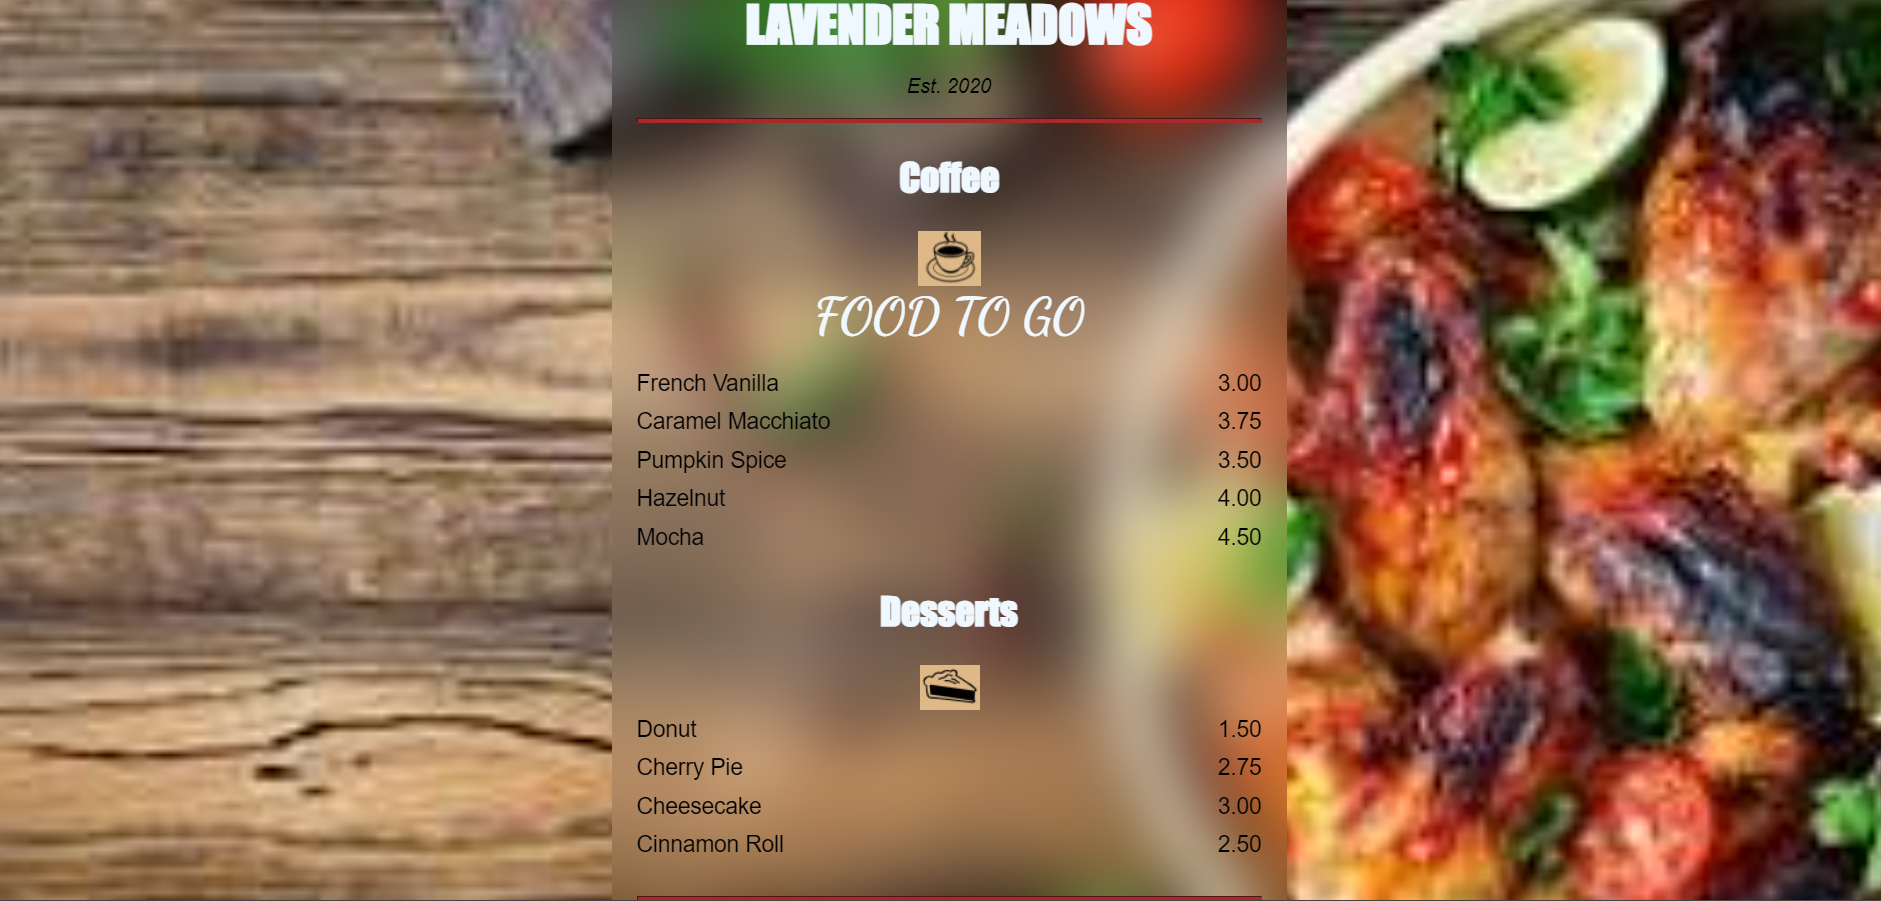 LAVENDER MEADOWS
Est. 2020
Coffee
FOOD TO GO
French Vanilla 3.00
Caramel Macchiato 3.75
Pumpkin Spice 3.50
Hazelnut 4.00
Mocha 4.50
Desserts
Donut 1.50
Cherry Pie 2.75
Cheesecake 3.00
Cinnamon Roll 2.50